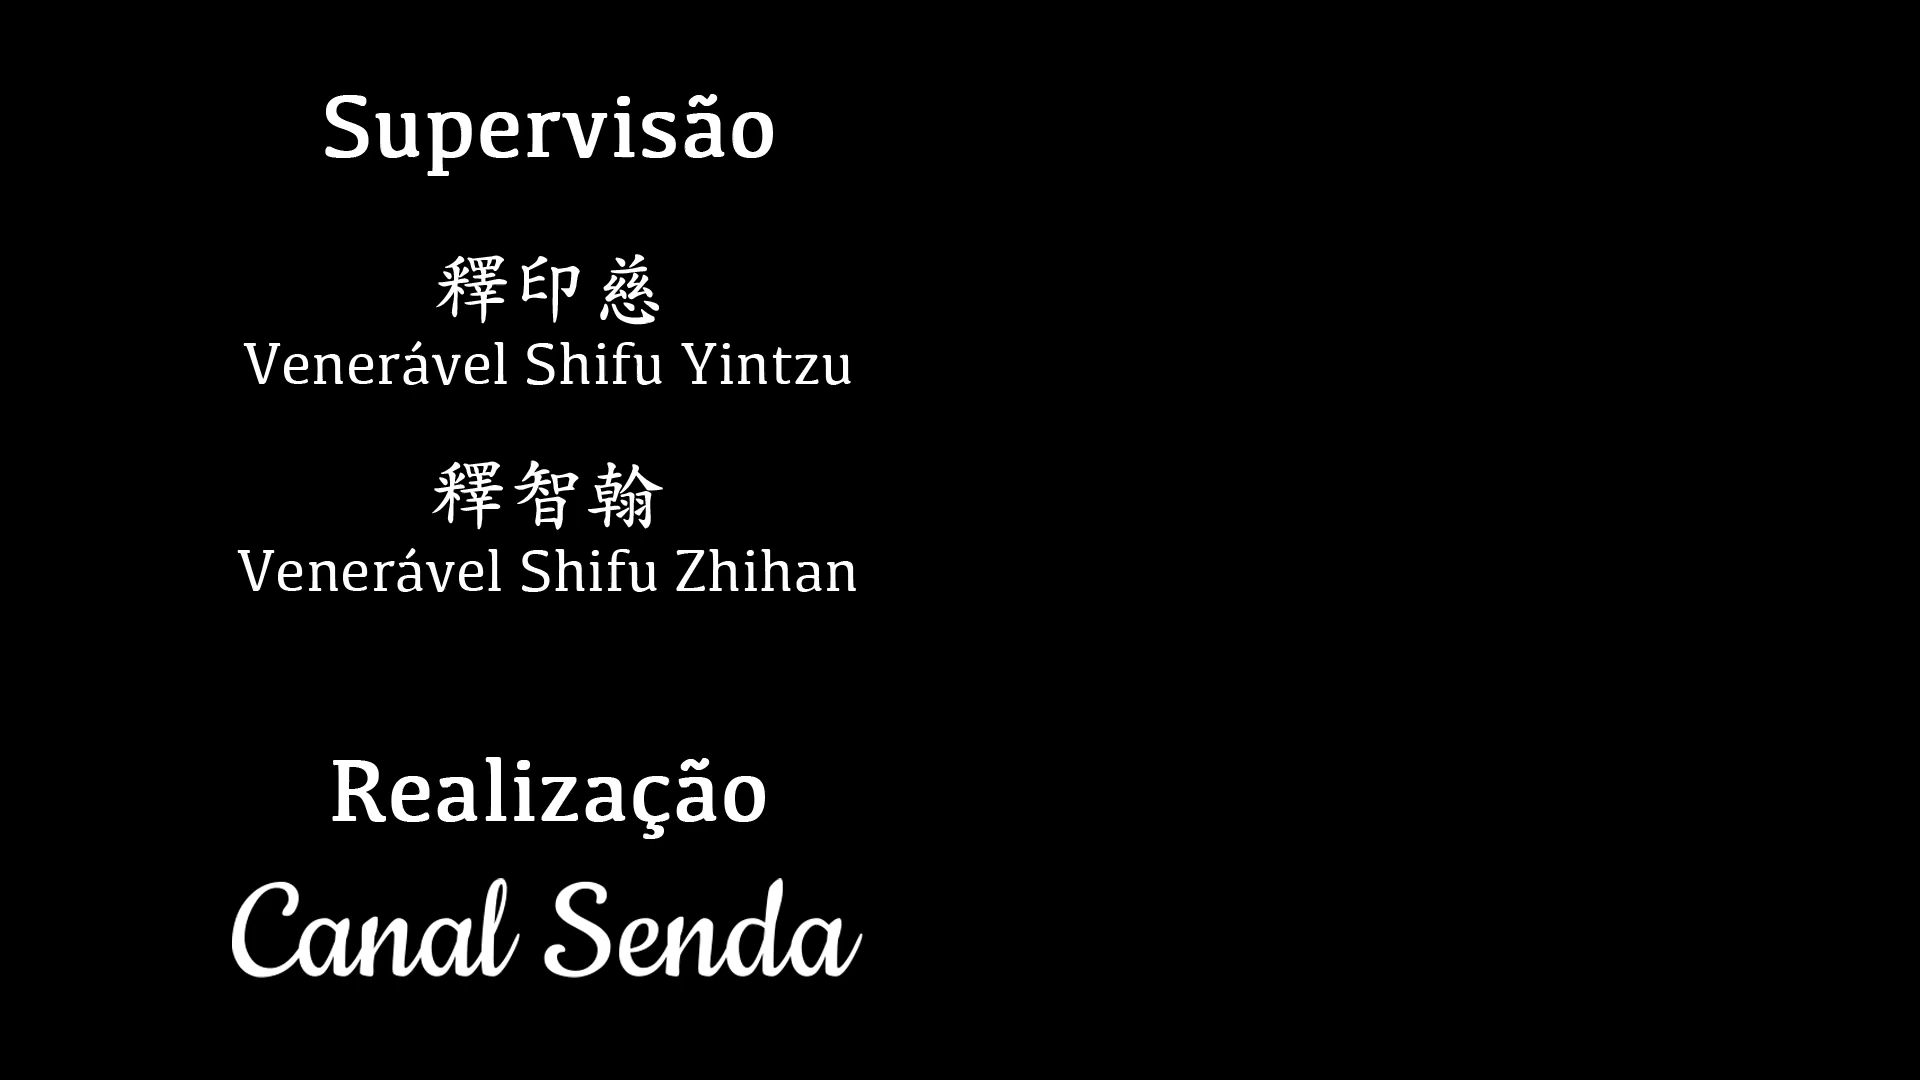 Supervisão
釋印慈
Venerável Shifu Yintzu
釋智翰
Venerável Shifu Zhihan
Realização
Canal Senda